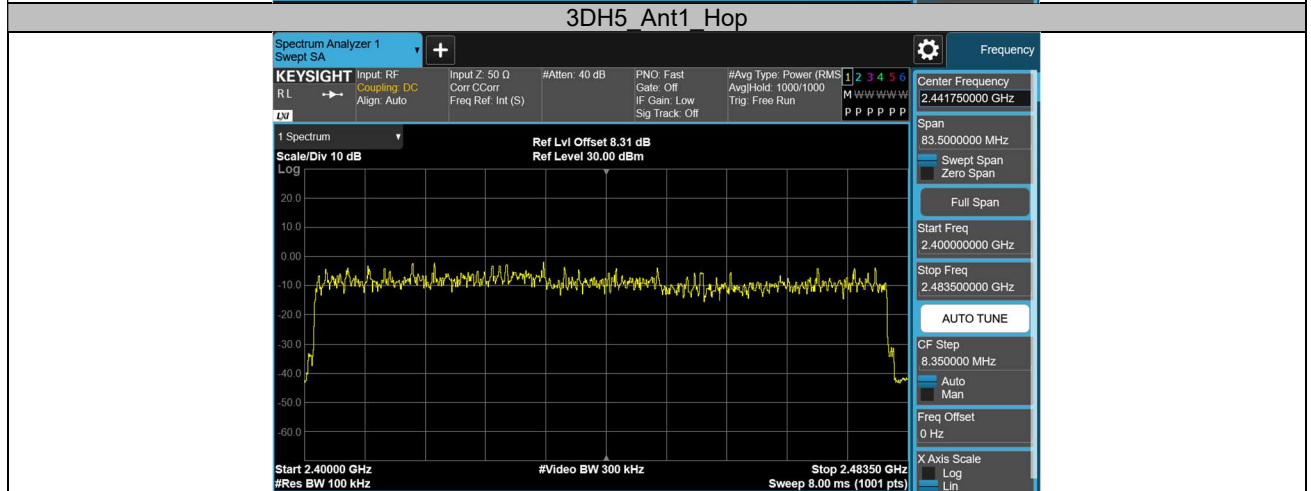 3DH5_Ant1_Hop
Spectrum Analyzer 1
Swept SA
+
Frequency
KEYSIGHT
RL
LXI
Input: RF
Coupling: DC
Align: Auto
Input Z: 50 Ω
Corr CCorr
Freq Ref: Int (S)
#Atten: 40 dB
PNO: Fast
Gate: Off
IF Gain: Low
Sig Track: Off
#Avg Type: Power (RMS
Avg|Hold: 1000/1000
Trig: Free Run
1 2 3 4 5 6
M W W W W W
P P P P P P
1 Spectrum
Scale/Div 10 dB
Log
Ref Lvl Offset 8.31 dB
Ref Level 30.00 dBm
20.0
10.0
0.00
-10.0
-20.0
-30.0
-40.0
-50.0
-60.0
Start 2.40000 GHz
#Res BW 100 kHz
#Video BW 300 kHz
Stop 2.48350 GHz
Sweep 8.00 ms (1001 pts)
Center Frequency
2.441750000 GHz
Span
83.5000000 MHz
Swept Span
Zero Span
Full Span
Start Freq
2.400000000 GHz
Stop Freq
2.483500000 GHz
AUTO TUNE
CF Step
8.350000 MHz
Auto
Man
Freq Offset
0 Hz
X Axis Scale
Log
Lin